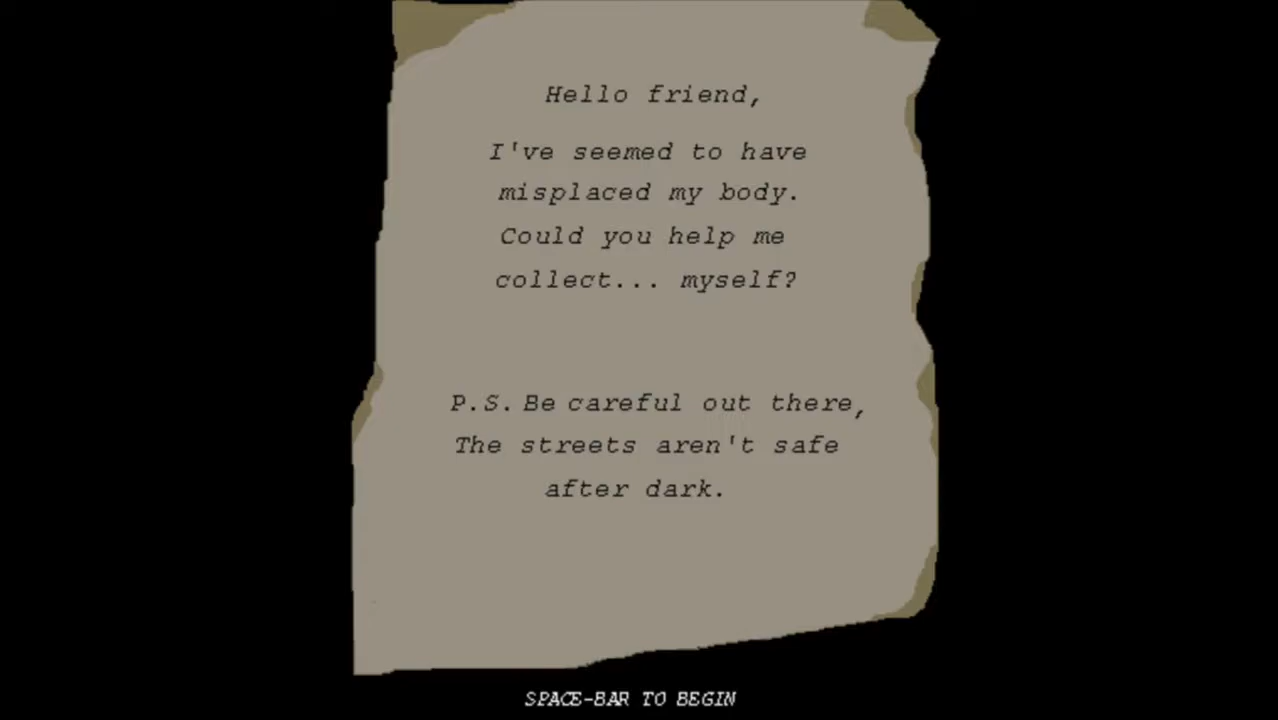 Hello friend,
I've seemed to have
misplaced my body.
Could you help me
collect... myself?
P.S. Be careful out there,
The streets aren't safe
after dark.
SPACE-BAR TO BEGIN